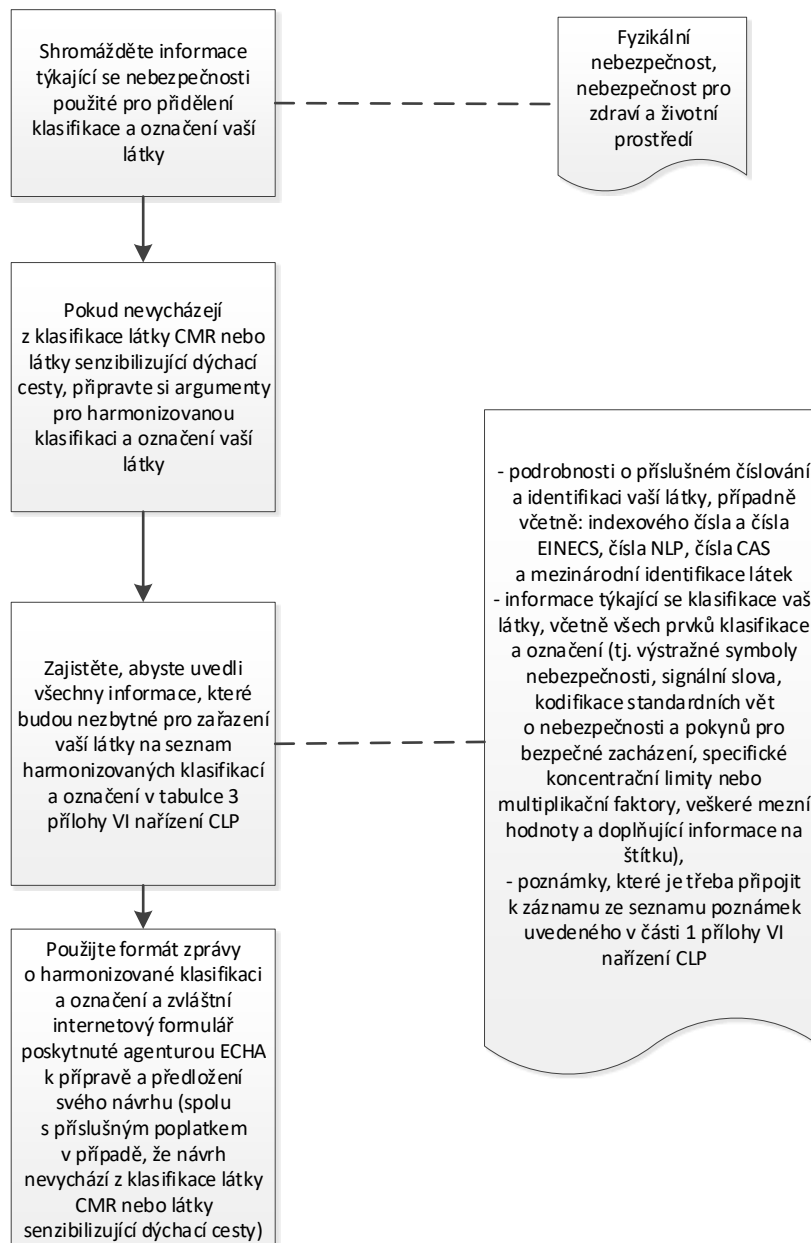 Shromážděte informace
týkající se nebezpečnosti
použité pro přidělení
klasifikace a označení vaší
látky
Fyzikální
nebezpečnost,
nebezpečnost pro
zdraví a životní
prostředí
Pokud nevycházejí
z klasifikace látky CMR nebo
látky senzibilizující dýchací
cesty, připravte si argumenty
pro harmonizovanou
klasifikaci a označení vaší
látky
Zajistěte, abyste uvedli
všechny informace, které
budou nezbytné pro zařazení
vaší látky na seznam
harmonizovaných klasifikací
a označení v tabulce 3
přílohy VI nařízení CLP
- podrobnosti o příslušném číslování
a identifikaci vaší látky, případně
včetně: indexového čísla a čísla
EINECS, čísla NLP, čísla CAS
a mezinárodní identifikace látek
- informace týkající se klasifikace vaší
látky, včetně všech prvků klasifikace
a označení (tj. výstražné symboly
nebezpečnosti, signální slova,
kodifikace standardních vět
o nebezpečnosti a pokynů pro
bezpečné zacházení, specifické
koncentrační limity nebo
multiplikační faktory, veškeré mezní
hodnoty a doplňující informace na
štítku),
- poznámky, které je třeba připojit
k záznamu ze seznamu poznámek
uvedeného v části 1 přílohy VI
nařízení CLP
Použijte formát zprávy
o harmonizované klasifikaci
a označení a zvláštní
internetový formulář
poskytnuté agenturou ECHA
k přípravě a předložení
svého návrhu (spolu
s příslušným poplatkem
v případě, že návrh
nevychází z klasifikace látky
CMR nebo látky
senzibilizující dýchací cesty)